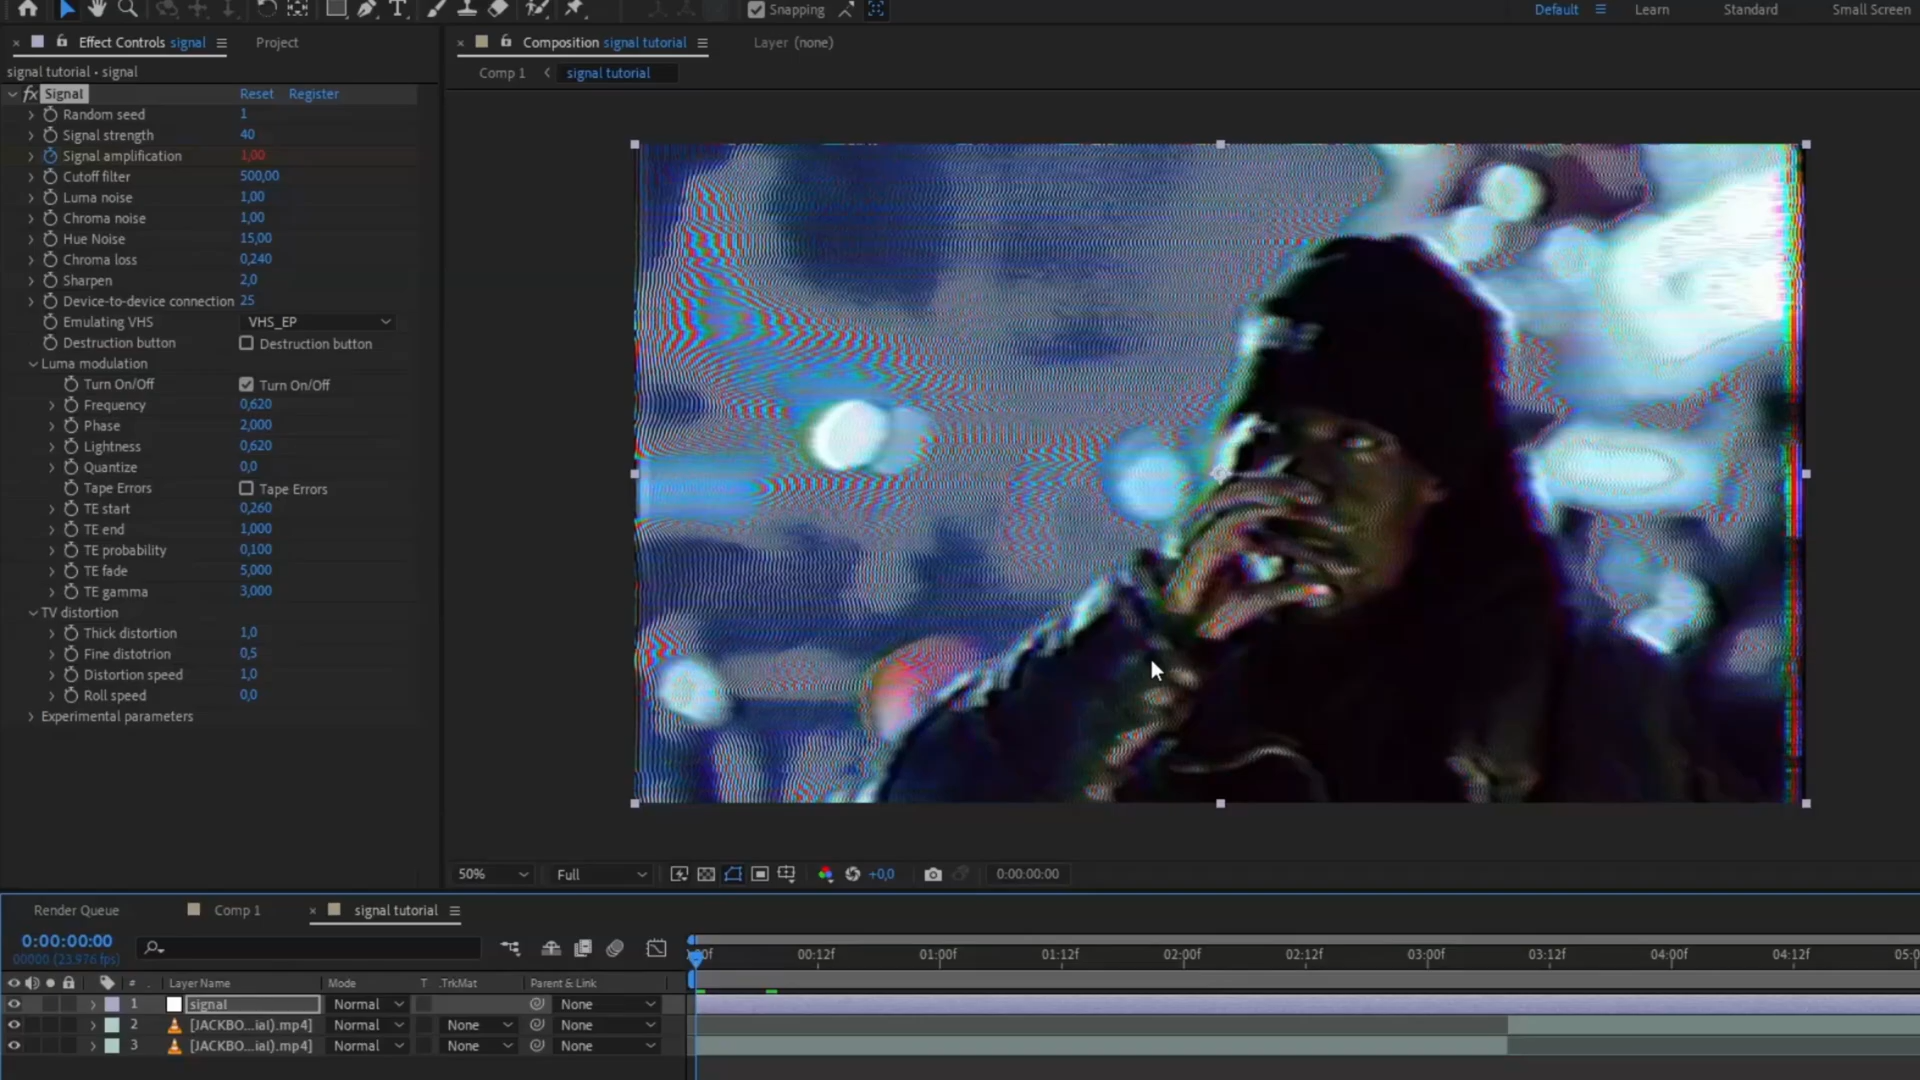 Snapping
Default
Learn
Standard
Small Screen
Effect Controls signal
Project
Composition signal tutorial
Layer (none)
signal tutorial • signal
Comp 1
signal tutorial
fx Signal
Reset
Register
Random seed
1
Signal strength
40
Signal amplification
1,00
Cutoff filter
500,00
Luma noise
1,00
Chroma noise
1,00
Hue Noise
15,00
Chroma loss
0,240
Sharpen
2,0
Device-to-device connection
25
Emulating VHS
VHS_EP
Destruction button
Destruction button
Luma modulation
Turn On/Off
Turn On/Off
Frequency
0,620
Phase
2,000
Lightness
0,620
Quantize
0,0
Tape Errors
Tape Errors
TE start
0,260
TE end
1,000
TE probability
0,100
TE fade
5,000
TE gamma
3,000
TV distortion
Thick distortion
1,0
Fine distotrion
0,5
Distortion speed
1,0
Roll speed
0,0
Experimental parameters
50%
Full
+0,0
0:00:00:00
Render Queue
Comp 1
signal tutorial
0:00:00:00
00000 (23.976 fps)
00:12f
01:00f
01:12f
02:00f
02:12f
03:00f
03:12f
04:00f
04:12f
#
Layer Name
Mode
T
.TrkMat
Parent & Link
1
signal
Normal
None
2
[JACKBO...ial).mp4]
Normal
None
None
3
[JACKBO...ial).mp4]
Normal
None
None